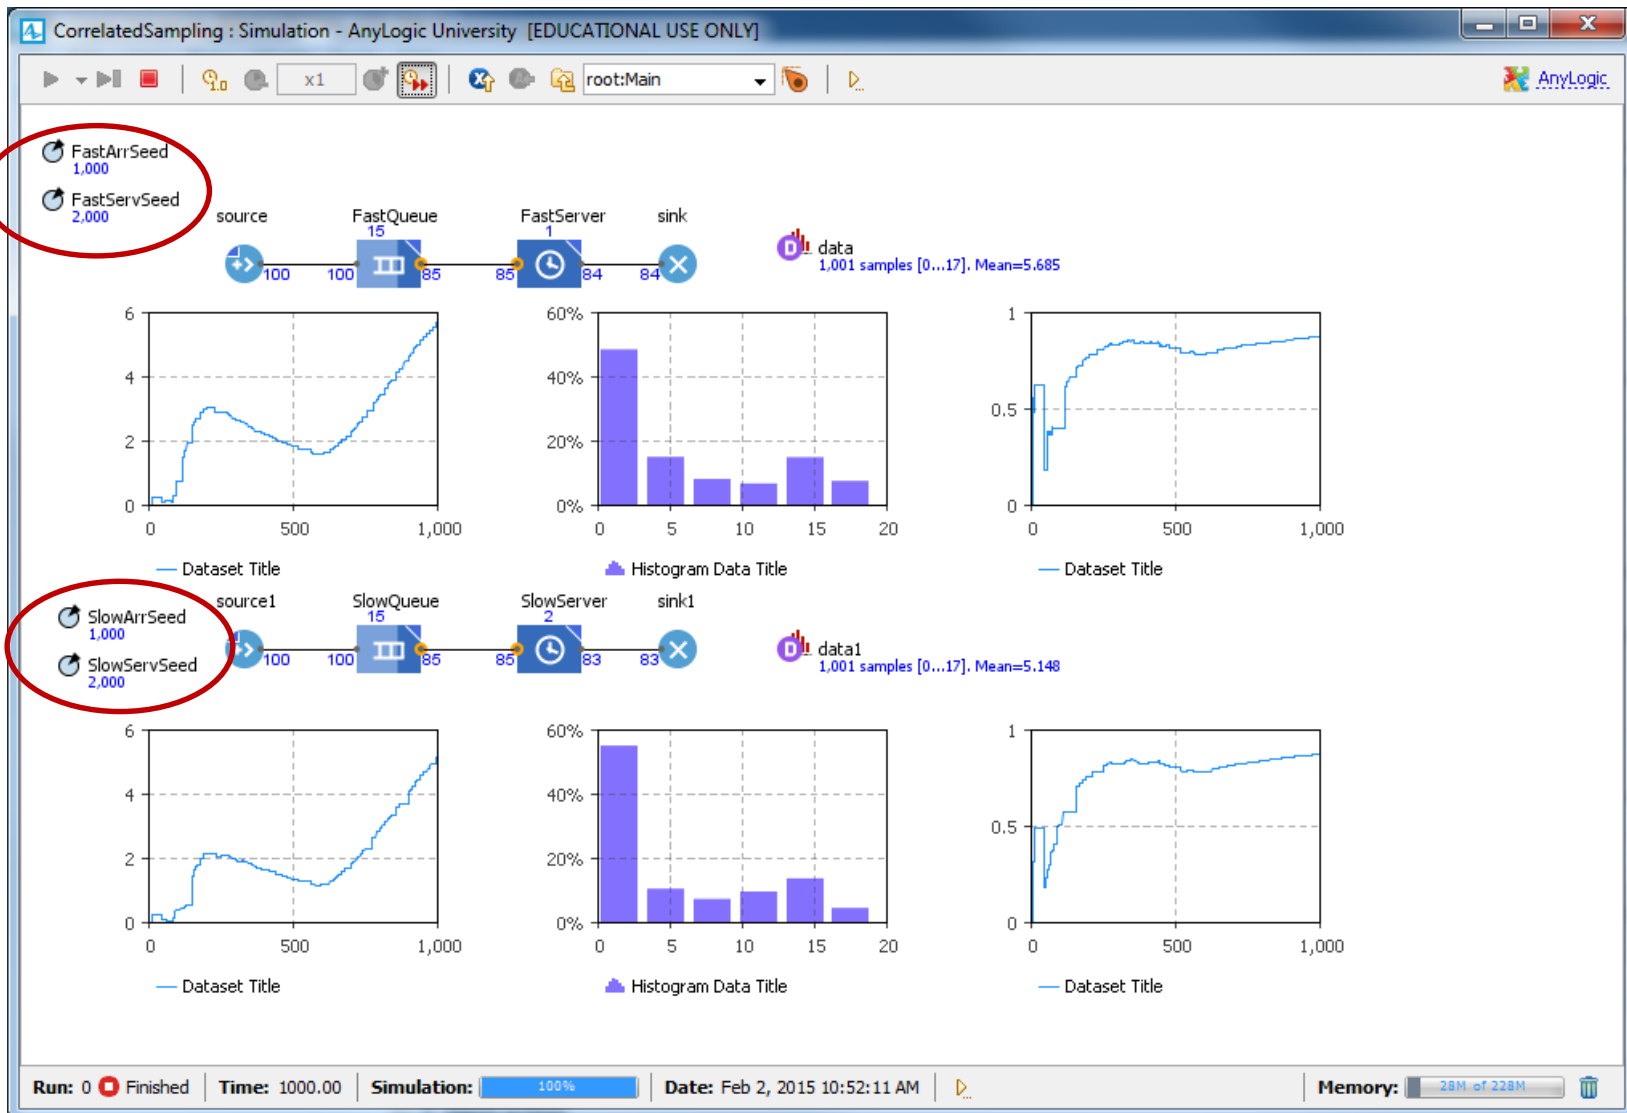 CorrelatedSampling : Simulation - AnyLogic University [EDUCATIONAL USE ONLY]
1.0 x1 root:Main AnyLogic
FastArrSeed
1,000
FastServSeed
2,000
source FastQueue FastServer sink
15 1
100 100 85 85 84 84
data
1,001 samples [0...17]. Mean=5.685
6 60% 1
4 40%
0.5
2 20%
0 0% 0
0 500 1,000 0 5 10 15 20 0 500 1,000
Dataset Title Histogram Data Title Dataset Title
SlowArrSeed
1,000
SlowServSeed
2,000
source1 SlowQueue SlowServer sink1
15 2
100 100 85 85 83 83
data1
1,001 samples [0...17]. Mean=5.148
6 60% 1
4 40%
0.5
2 20%
0 0% 0
0 500 1,000 0 5 10 15 20 0 500 1,000
Dataset Title Histogram Data Title Dataset Title
Run: 0 Finished Time: 1000.00 Simulation: 100% Date: Feb 2, 2015 10:52:11 AM Memory: 28M of 228M